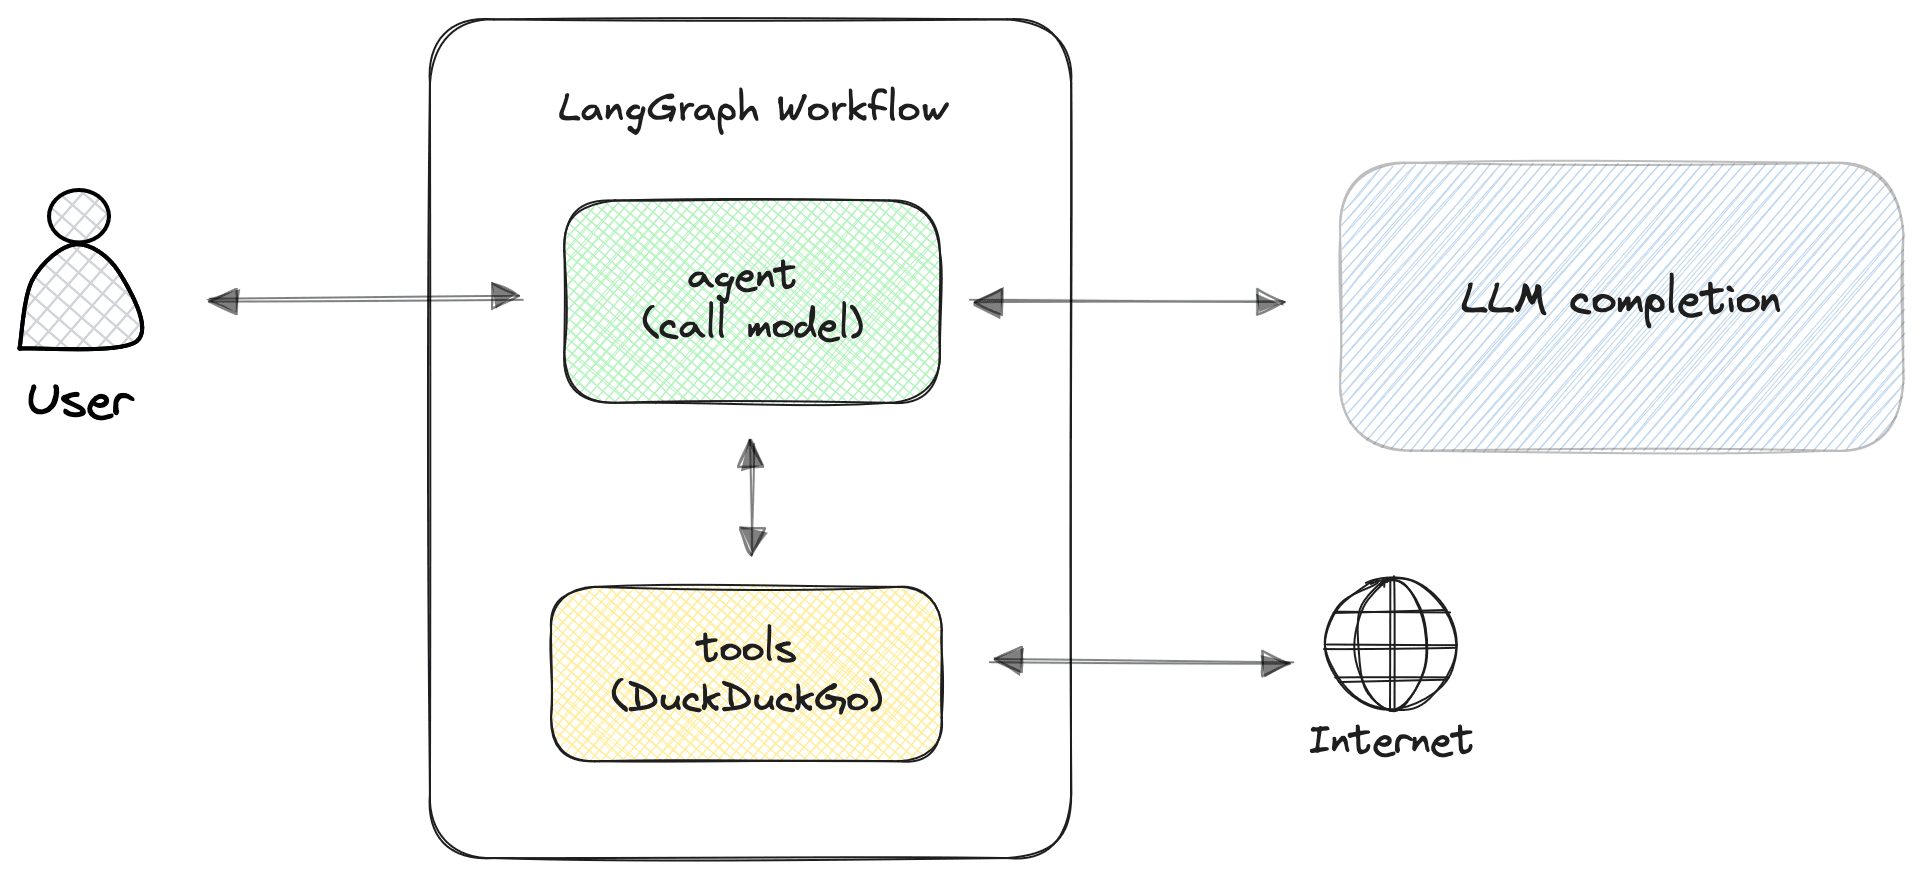 LangGraph Workflow
User
agent
(call model)
LLM completion
tools
(DuckDuckGo)
Internet